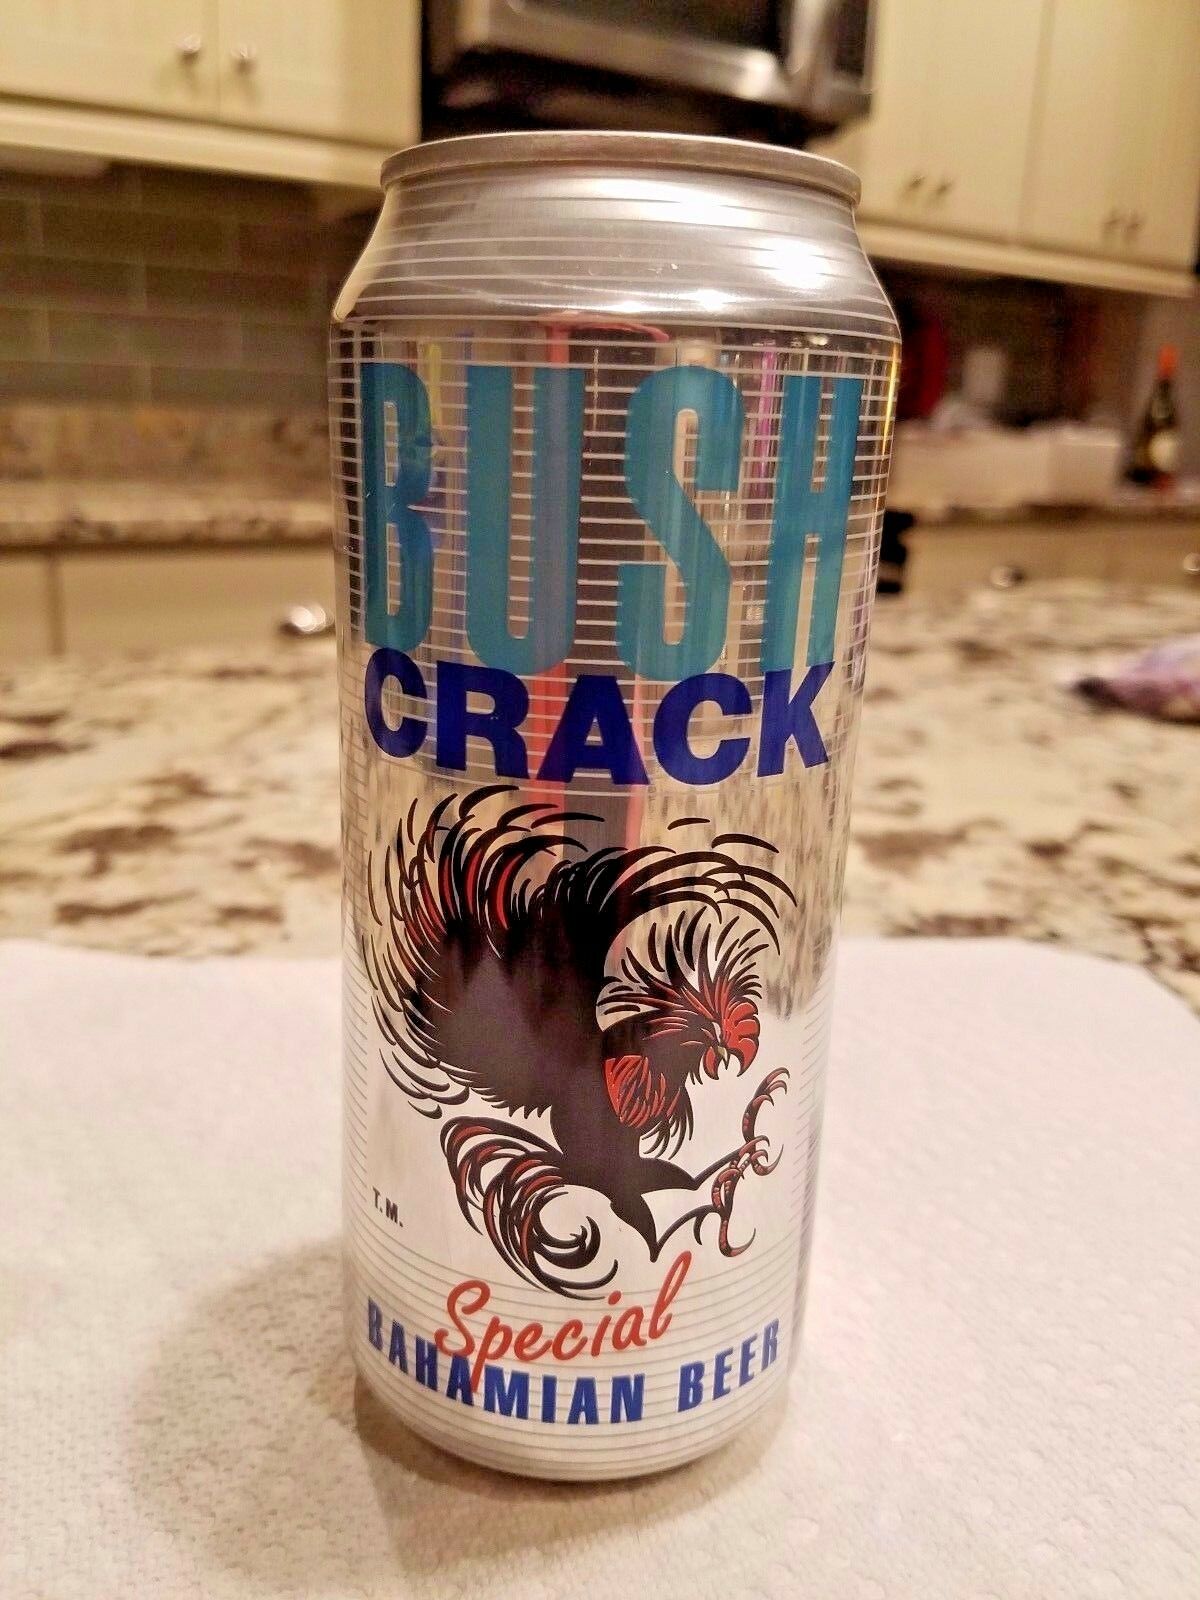 BUSH
CRACK
T.M.
Special
BAHAMIAN BEER